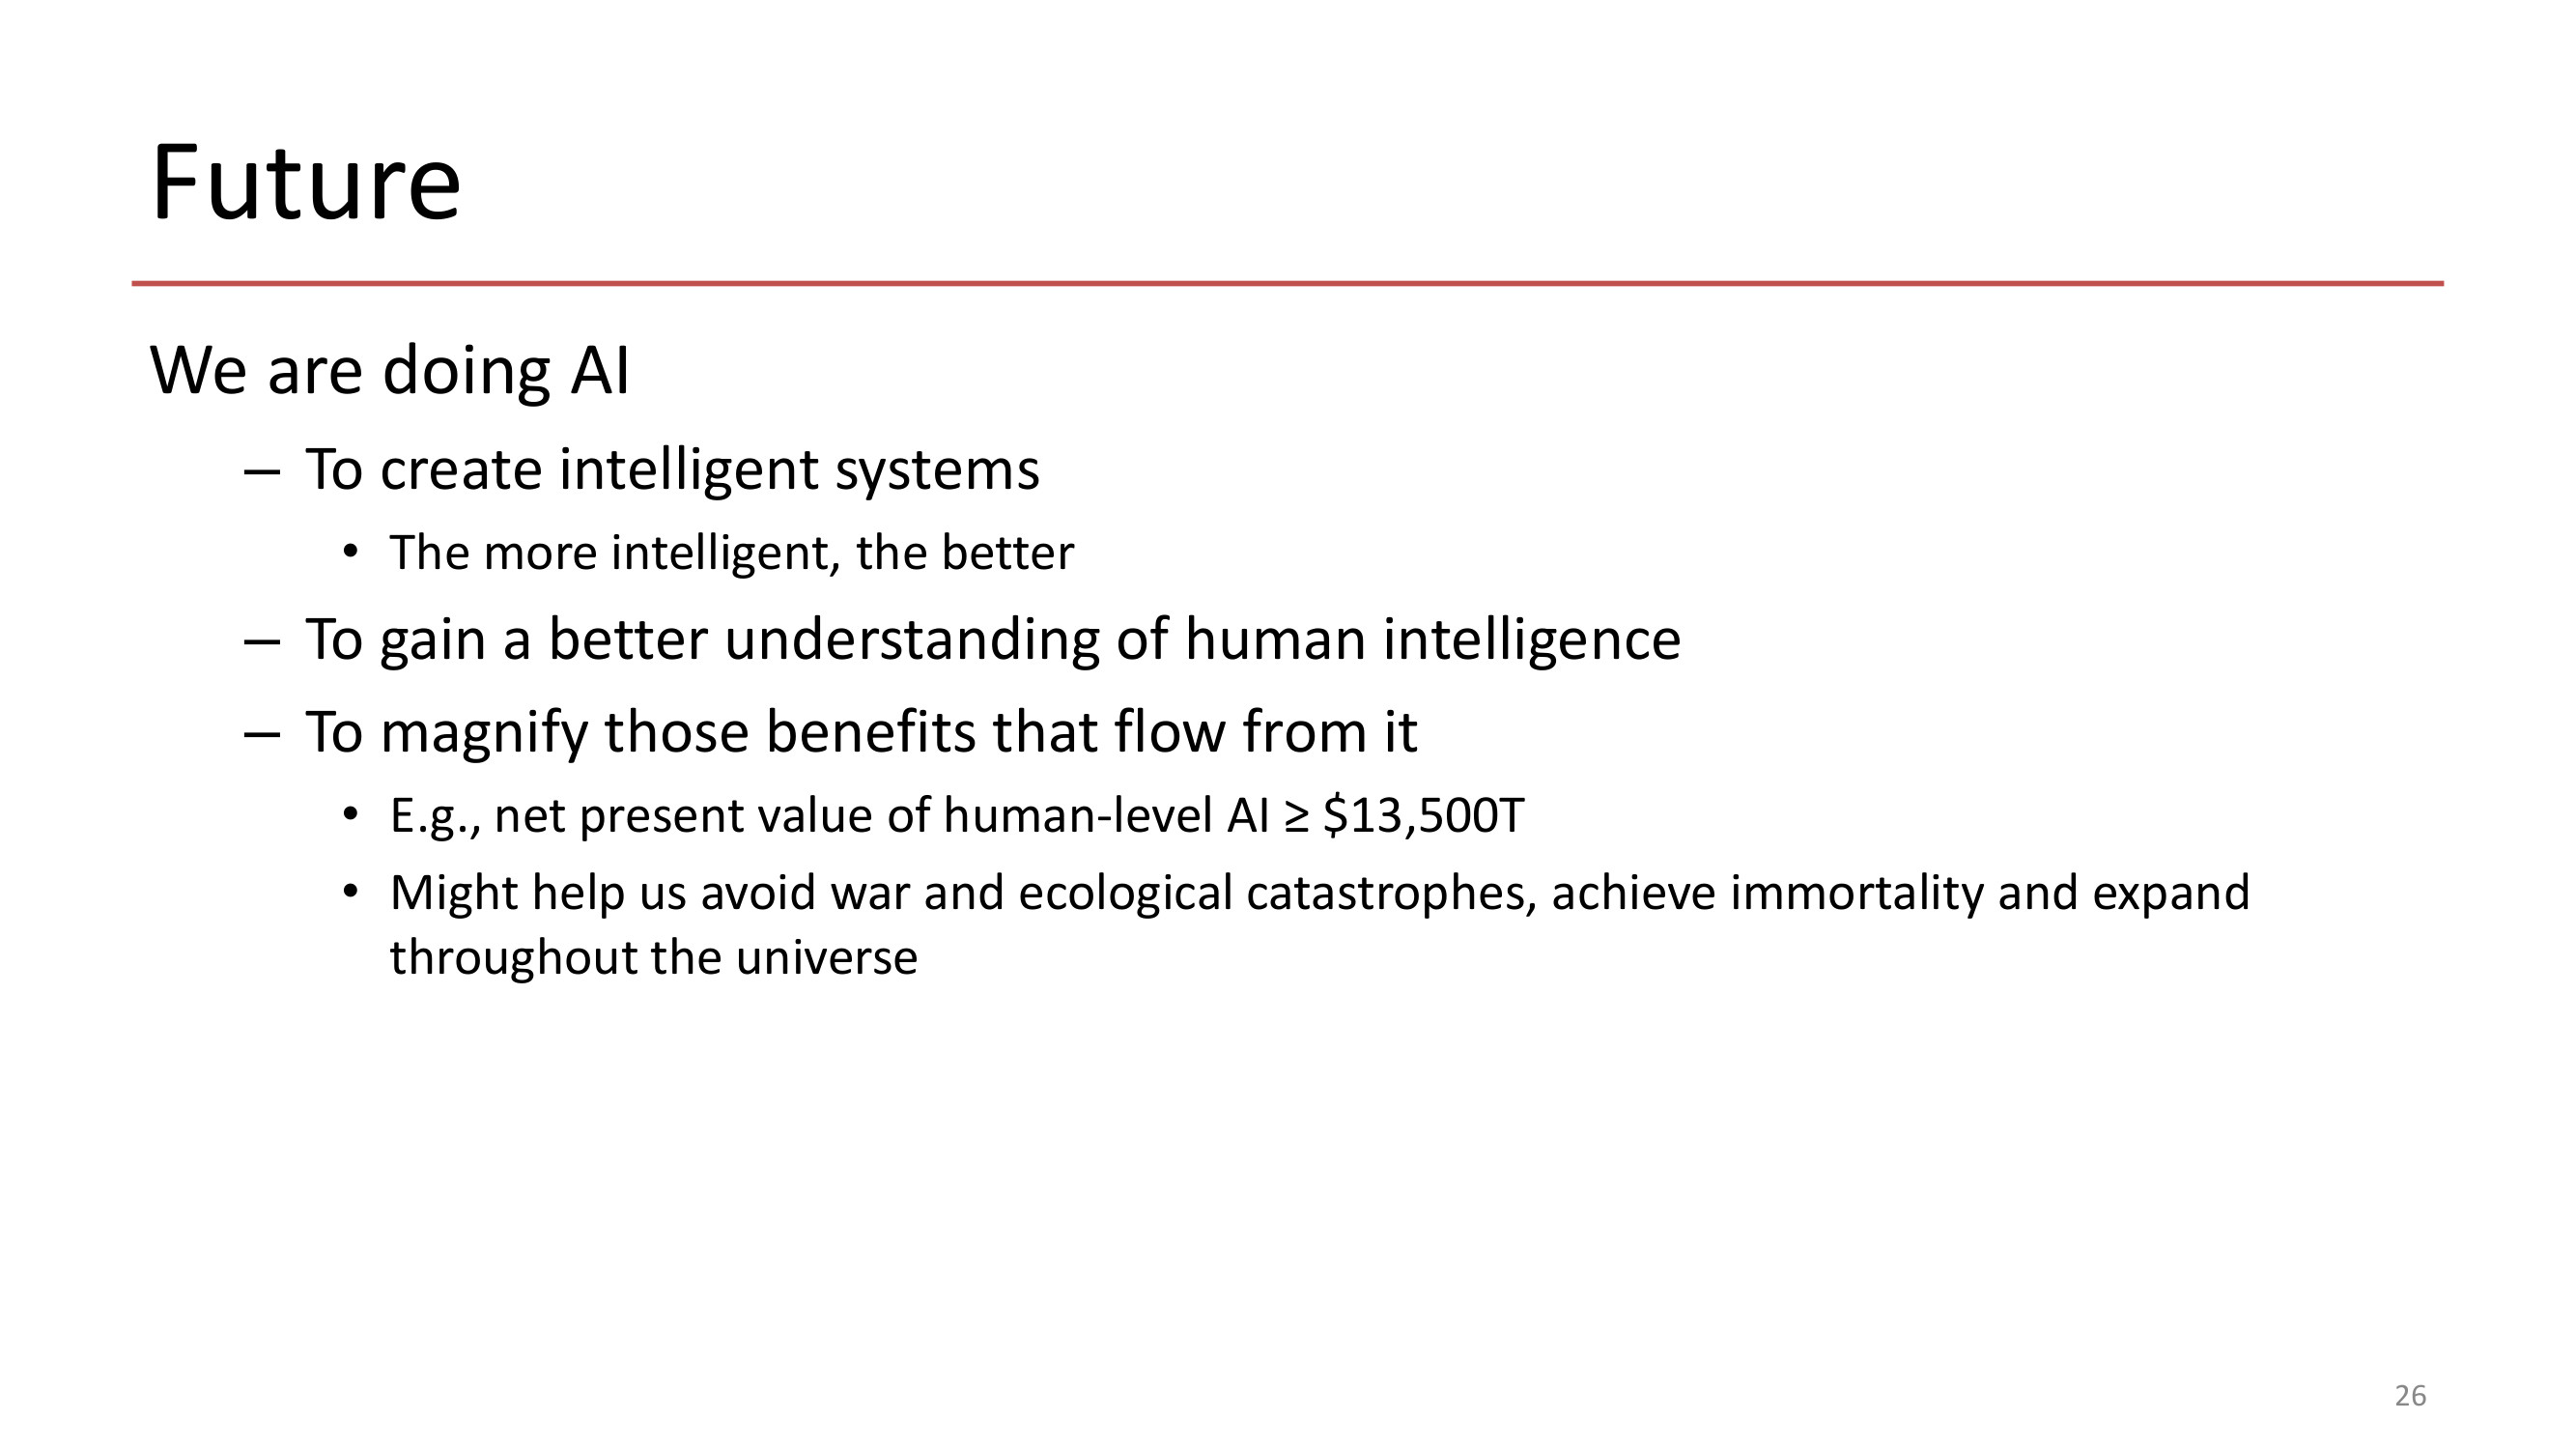 Future
We are doing AI
– To create intelligent systems
• The more intelligent, the better
– To gain a better understanding of human intelligence
– To magnify those benefits that flow from it
• E.g., net present value of human-level AI ≥ $13,500T
• Might help us avoid war and ecological catastrophes, achieve immortality and expand
throughout the universe
26